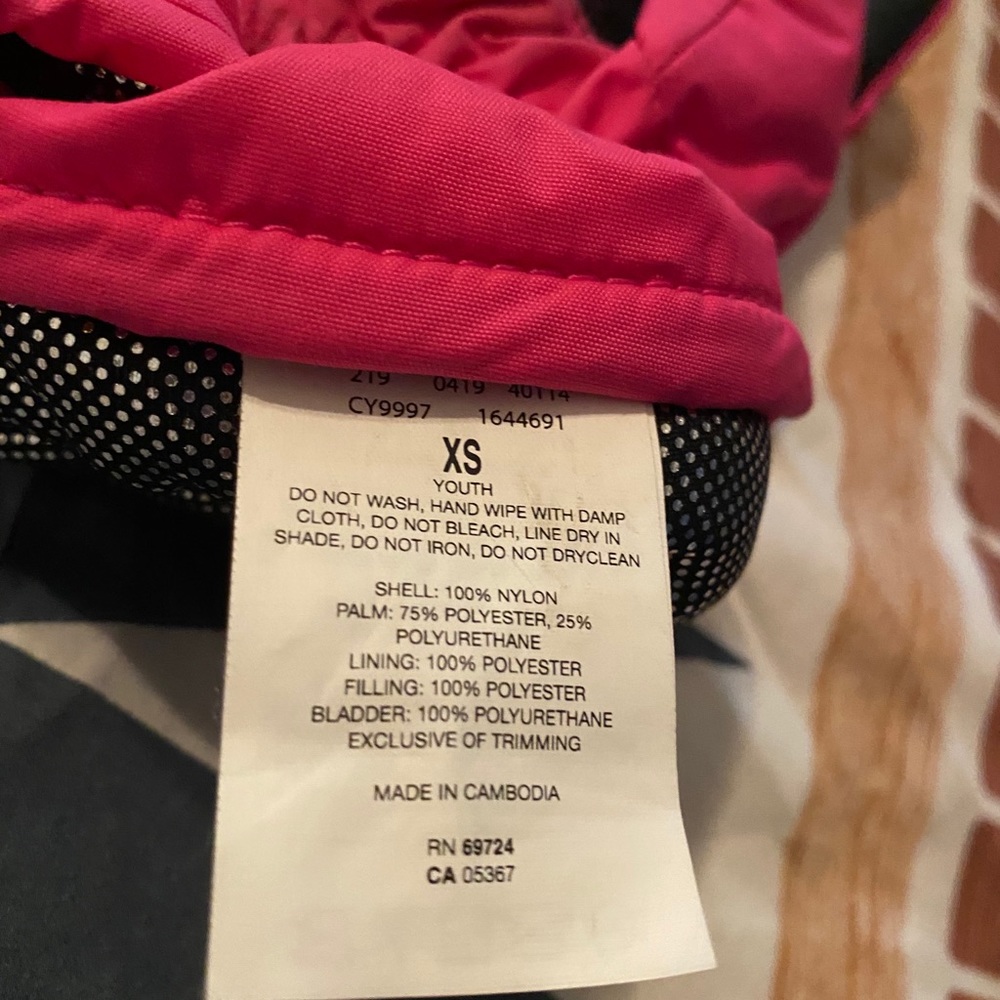 219 0419 40114
CY9997 1644691
XS
YOUTH
DO NOT WASH, HAND WIPE WITH DAMP
CLOTH, DO NOT BLEACH, LINE DRY IN
SHADE, DO NOT IRON, DO NOT DRYCLEAN
SHELL: 100% NYLON
PALM: 75% POLYESTER, 25%
POLYURETHANE
LINING: 100% POLYESTER
FILLING: 100% POLYESTER
BLADDER: 100% POLYURETHANE
EXCLUSIVE OF TRIMMING
MADE IN CAMBODIA
RN 69724
CA 05367